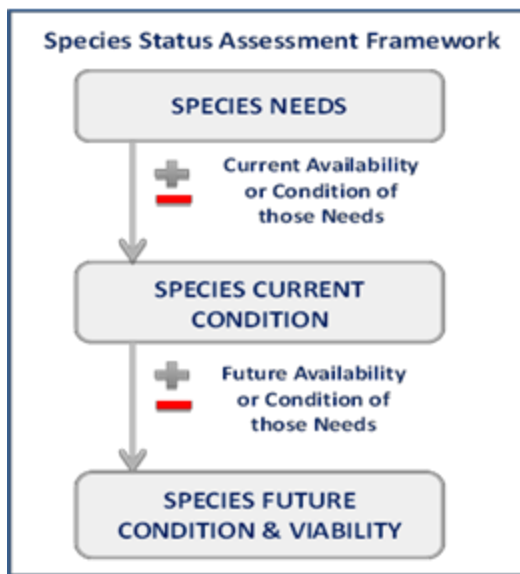 Species Status Assessment Framework
SPECIES NEEDS
Current Availability
or Condition of
those Needs
SPECIES CURRENT
CONDITION
Future Availability
or Condition of
those Needs
SPECIES FUTURE
CONDITION & VIABILITY